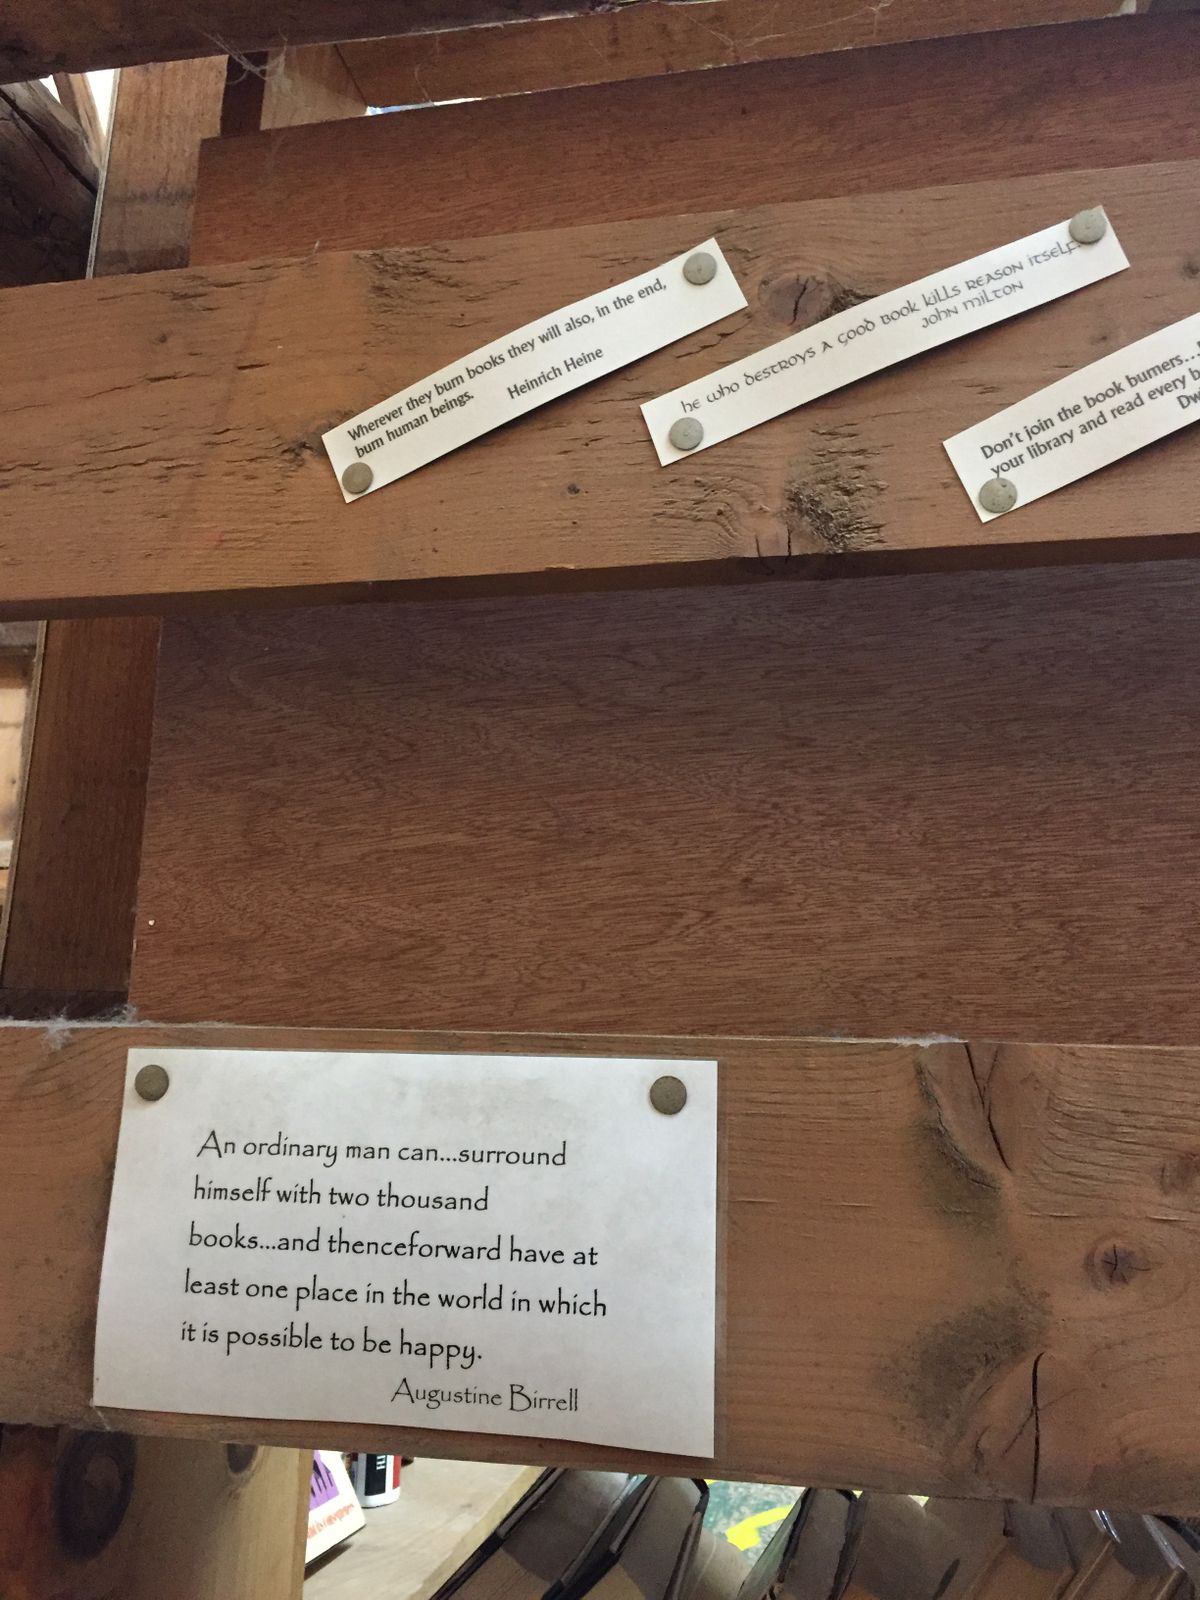 Wherever they burn books they will also, in the end,
burn human beings. Heinrich Heine
he who destroys a good book kills reason itself.
John Milton
Don't join the book burners...
your library and read every
An ordinary man can...surround
himself with two thousand
books...and thenceforward have at
least one place in the world in which
it is possible to be happy.
Augustine Birrell